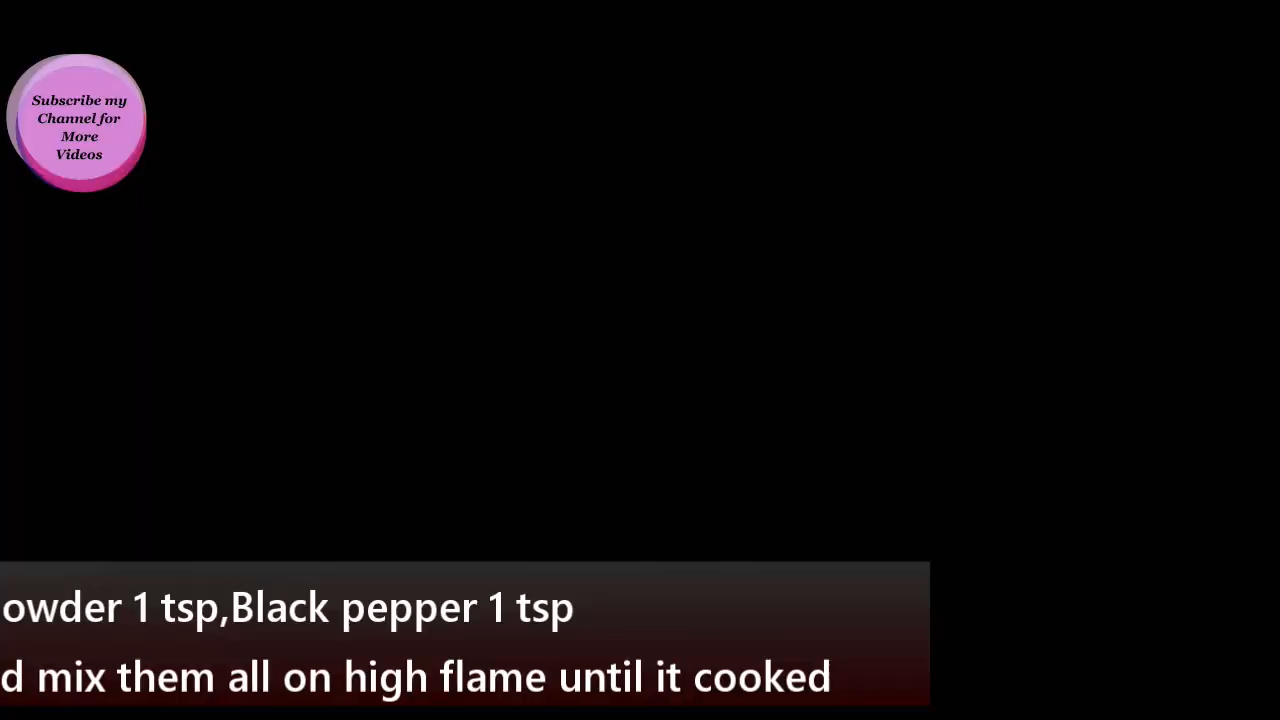 Subscribe my
Channel for
More
Videos
owder 1 tsp,Black pepper 1 tsp
d mix them all on high flame until it cooked